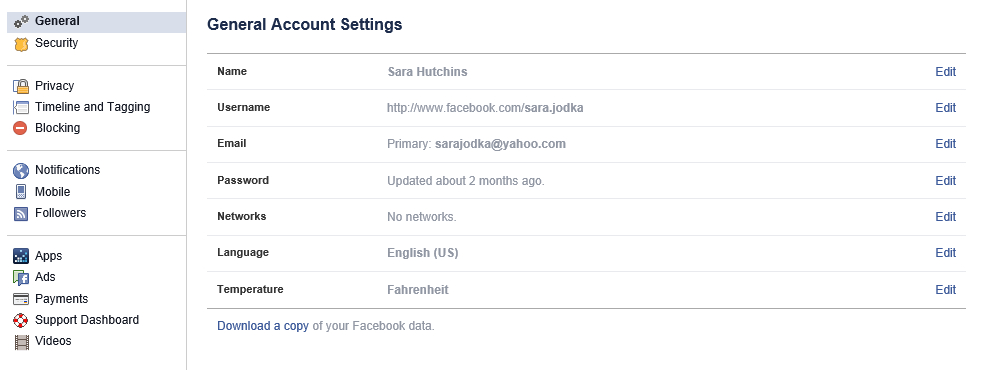 General
Security
Privacy
Timeline and Tagging
Blocking
Notifications
Mobile
Followers
Apps
Ads
Payments
Support Dashboard
Videos
General Account Settings
Name Sara Hutchins Edit
Username http://www.facebook.com/sara.jodka Edit
Email Primary: sarajodka@yahoo.com Edit
Password Updated about 2 months ago. Edit
Networks No networks. Edit
Language English (US) Edit
Temperature Fahrenheit Edit
Download a copy of your Facebook data.